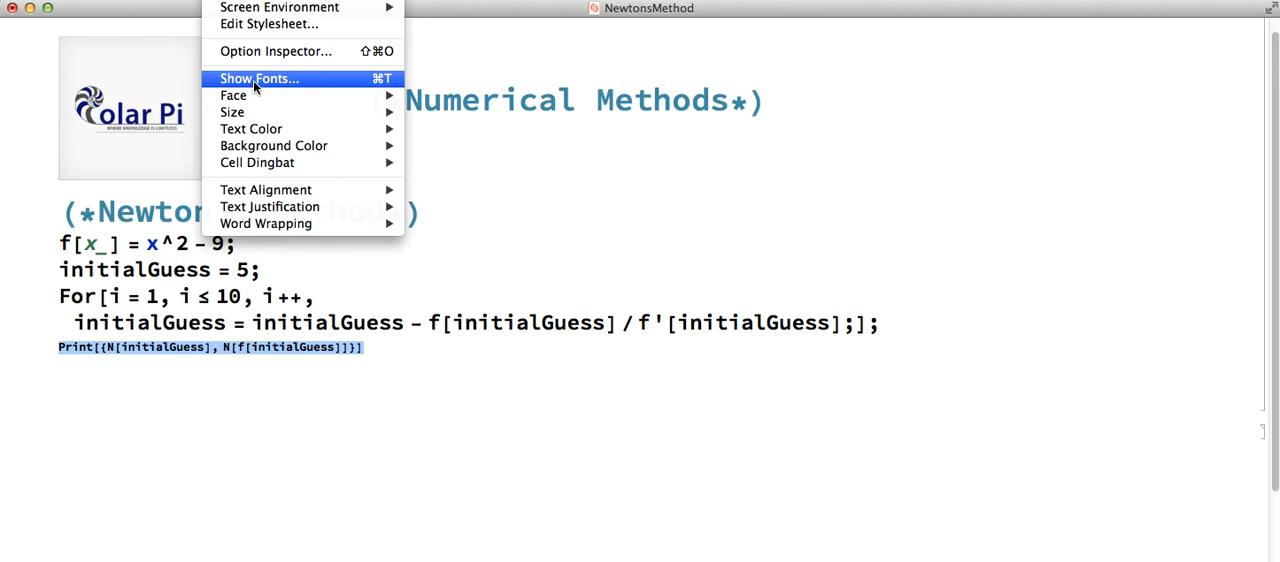 NewtonsMethod
Screen Environment
Edit Stylesheet...
Option Inspector... ⇧⌘O
Show Fonts... ⌘T
Face
Size
Text Color
Background Color
Cell Dingbat
Text Alignment
Text Justification
Word Wrapping
olar Pi
WHERE KNOWLEDGE IS LIMITLESS
*Numerical Methods*)
(*Newton hod*)
f[x_] = x^2 - 9;
initialGuess = 5;
For[i = 1, i ≤ 10, i++,
initialGuess = initialGuess - f[initialGuess] / f'[initialGuess];];
Print[{N[initialGuess], N[f[initialGuess]]}]